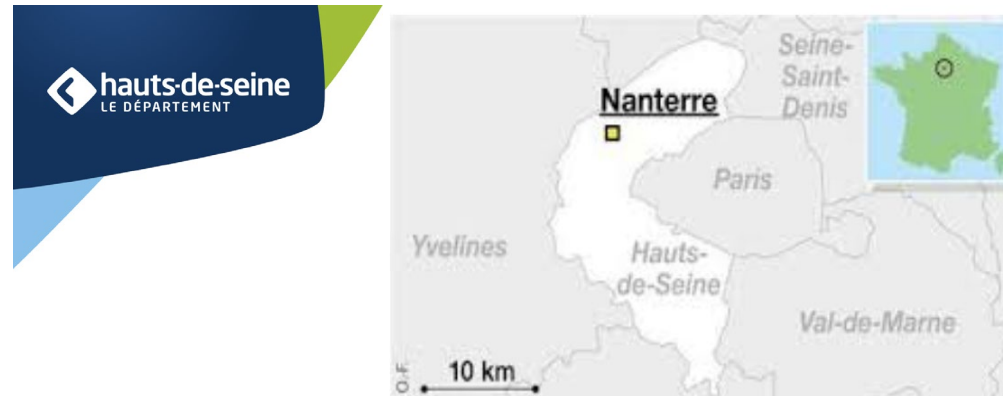 hauts-de-seine
LE DÉPARTEMENT
Seine-
Saint-
Denis
Nanterre
Paris
Yvelines
Hauts-
de-Seine
Val-de-Marne
10 km
O.F.